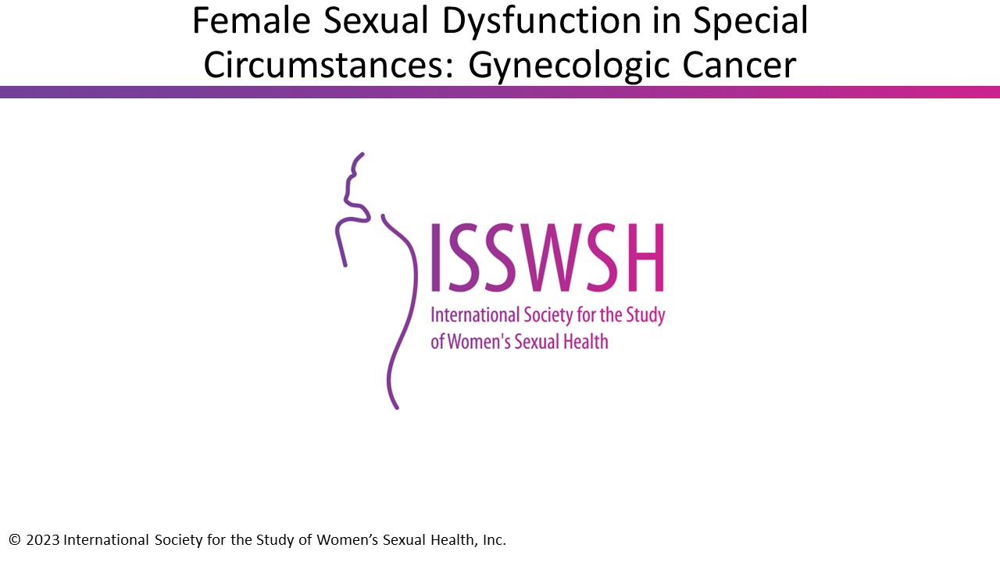 Female Sexual Dysfunction in Special
Circumstances: Gynecologic Cancer
ISSWSH
International Society for the Study
of Women's Sexual Health
© 2023 International Society for the Study of Women’s Sexual Health, Inc.